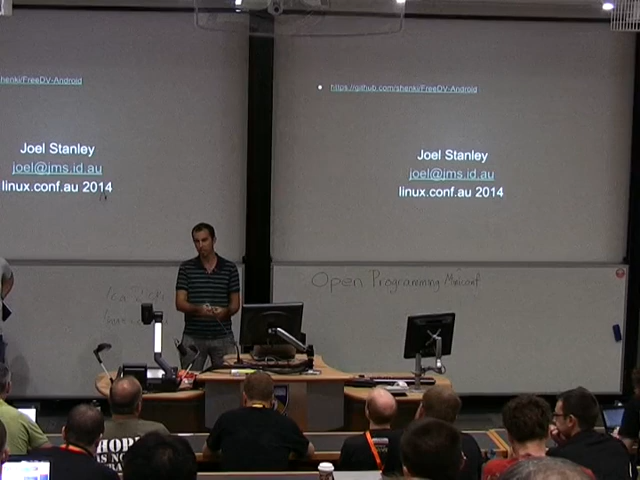 henki/FreeDV-Android
https://github.com/shenki/FreeDV-Android
Joel Stanley
joel@jms.id.au
linux.conf.au 2014
Joel Stanley
joel@jms.id.au
linux.conf.au 2014
Open Programming Miniconf